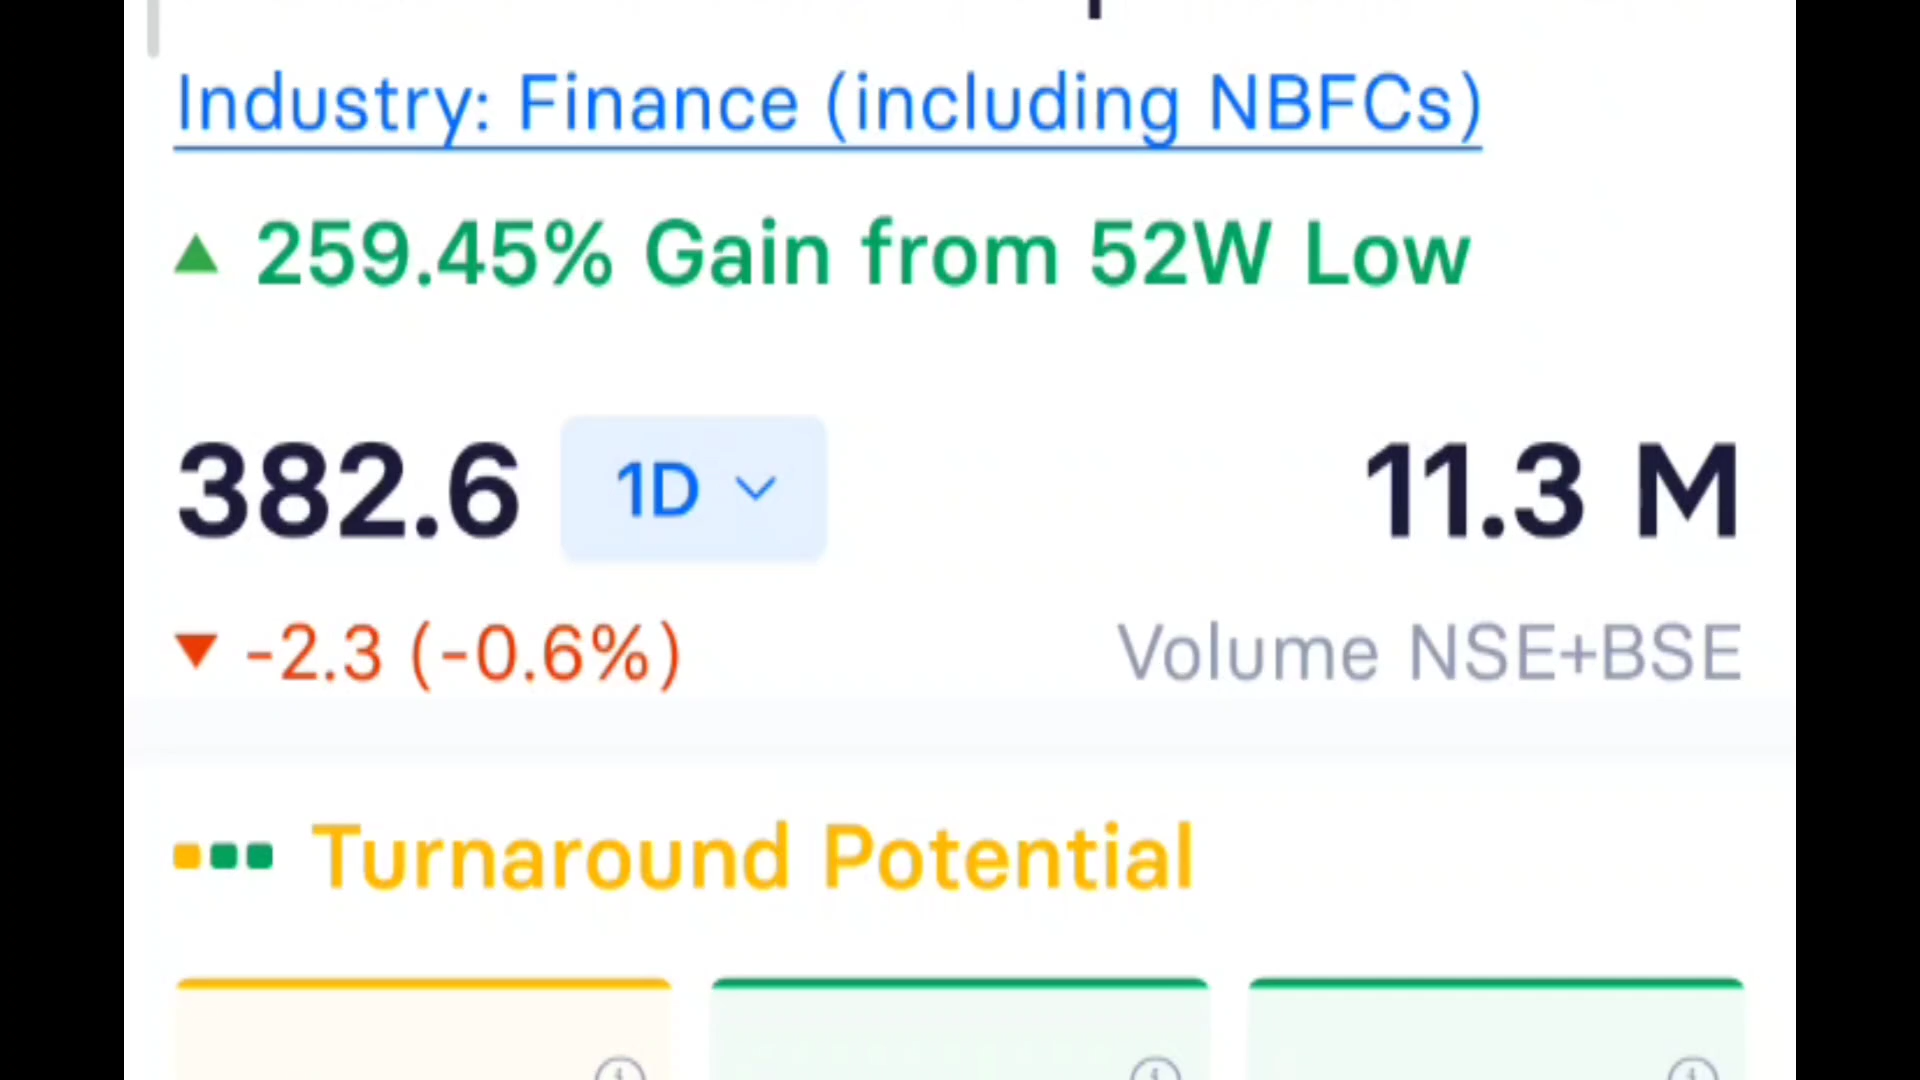 Industry: Finance (including NBFCs)
▲ 259.45% Gain from 52W Low
382.6 1D 11.3 M
▼ -2.3 (-0.6%) Volume NSE+BSE
Turnaround Potential